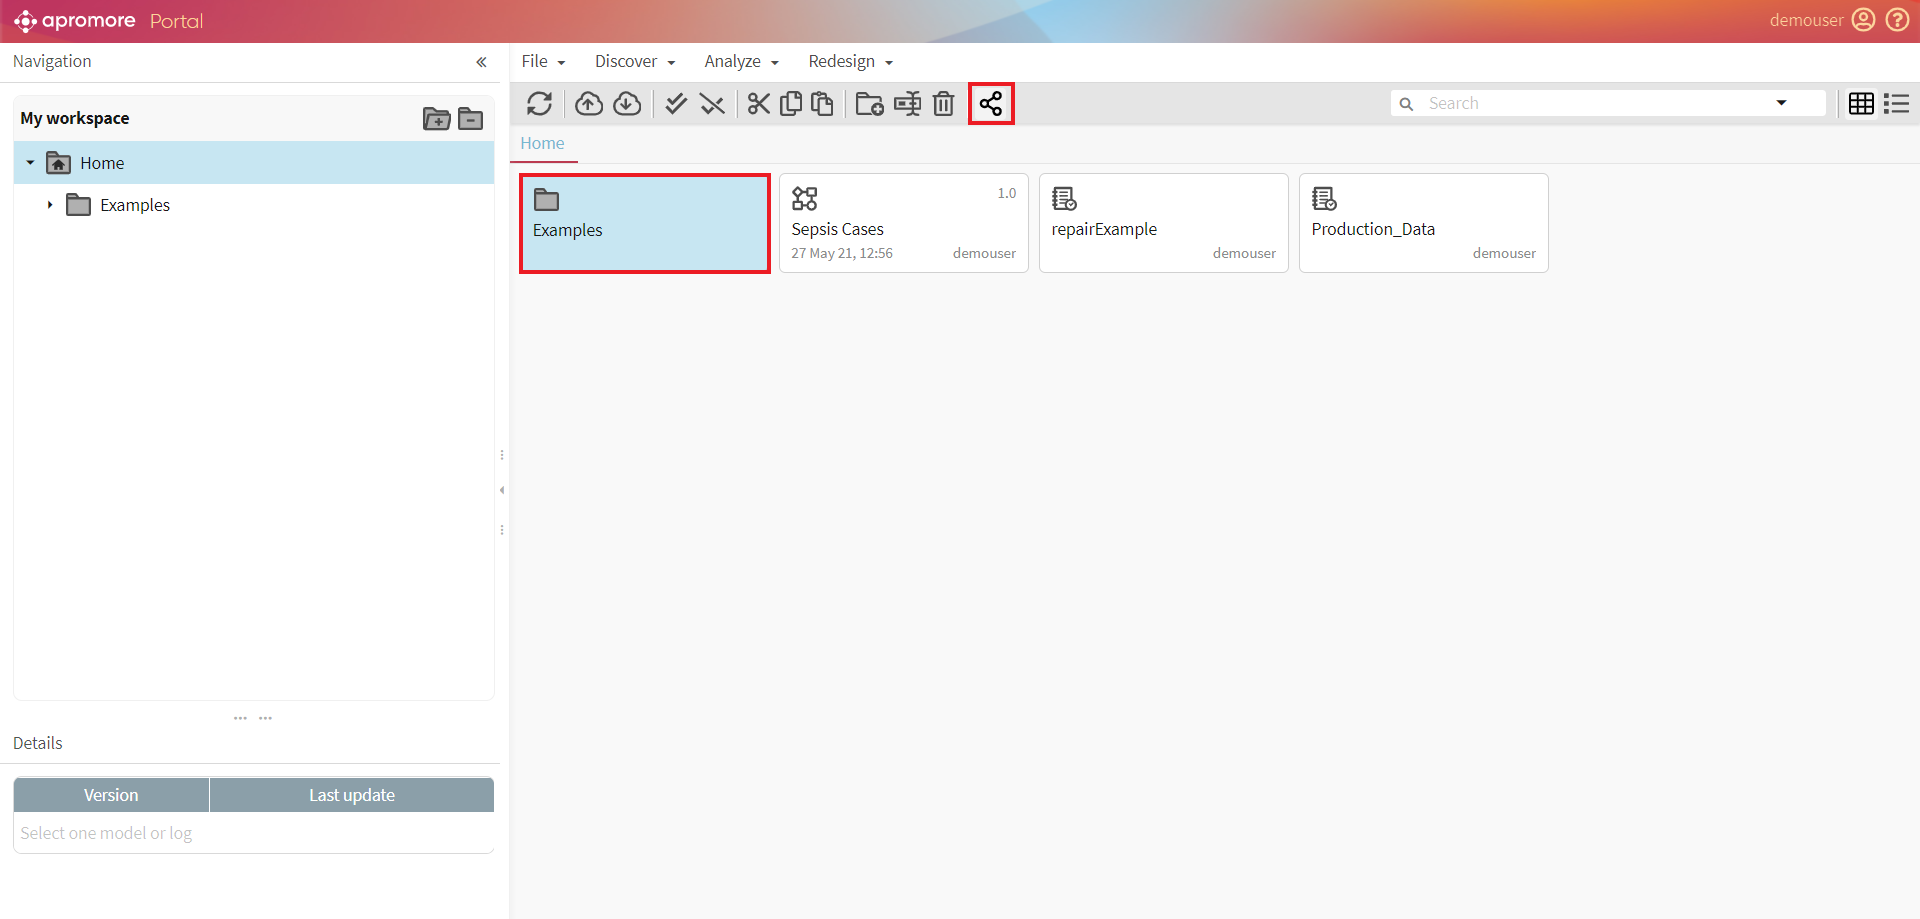 apromore Portal
demouser
Navigation
File
Discover
Analyze
Redesign
My workspace
Search
Home
Home
Examples
Examples
1.0
Sepsis Cases
27 May 21, 12:56 demouser
repairExample
demouser
Production_Data
demouser
Details
Version Last update
Select one model or log